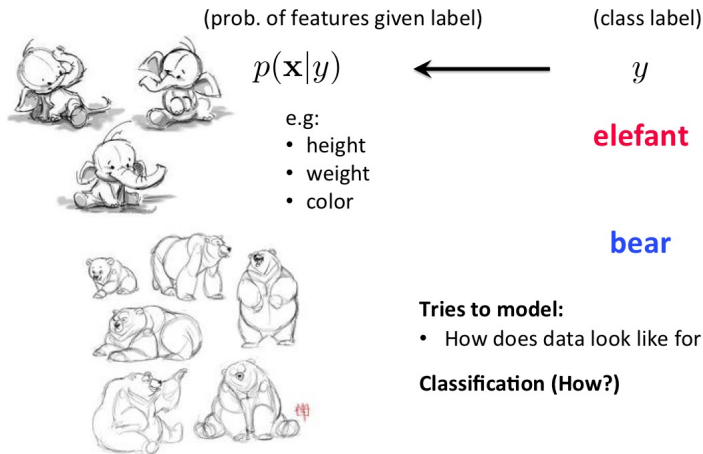 (prob. of features given label)
(class label)
p(x|y)
y
e.g:
• height
• weight
• color
elefant
bear
Tries to model:
• How does data look like for
Classification (How?)